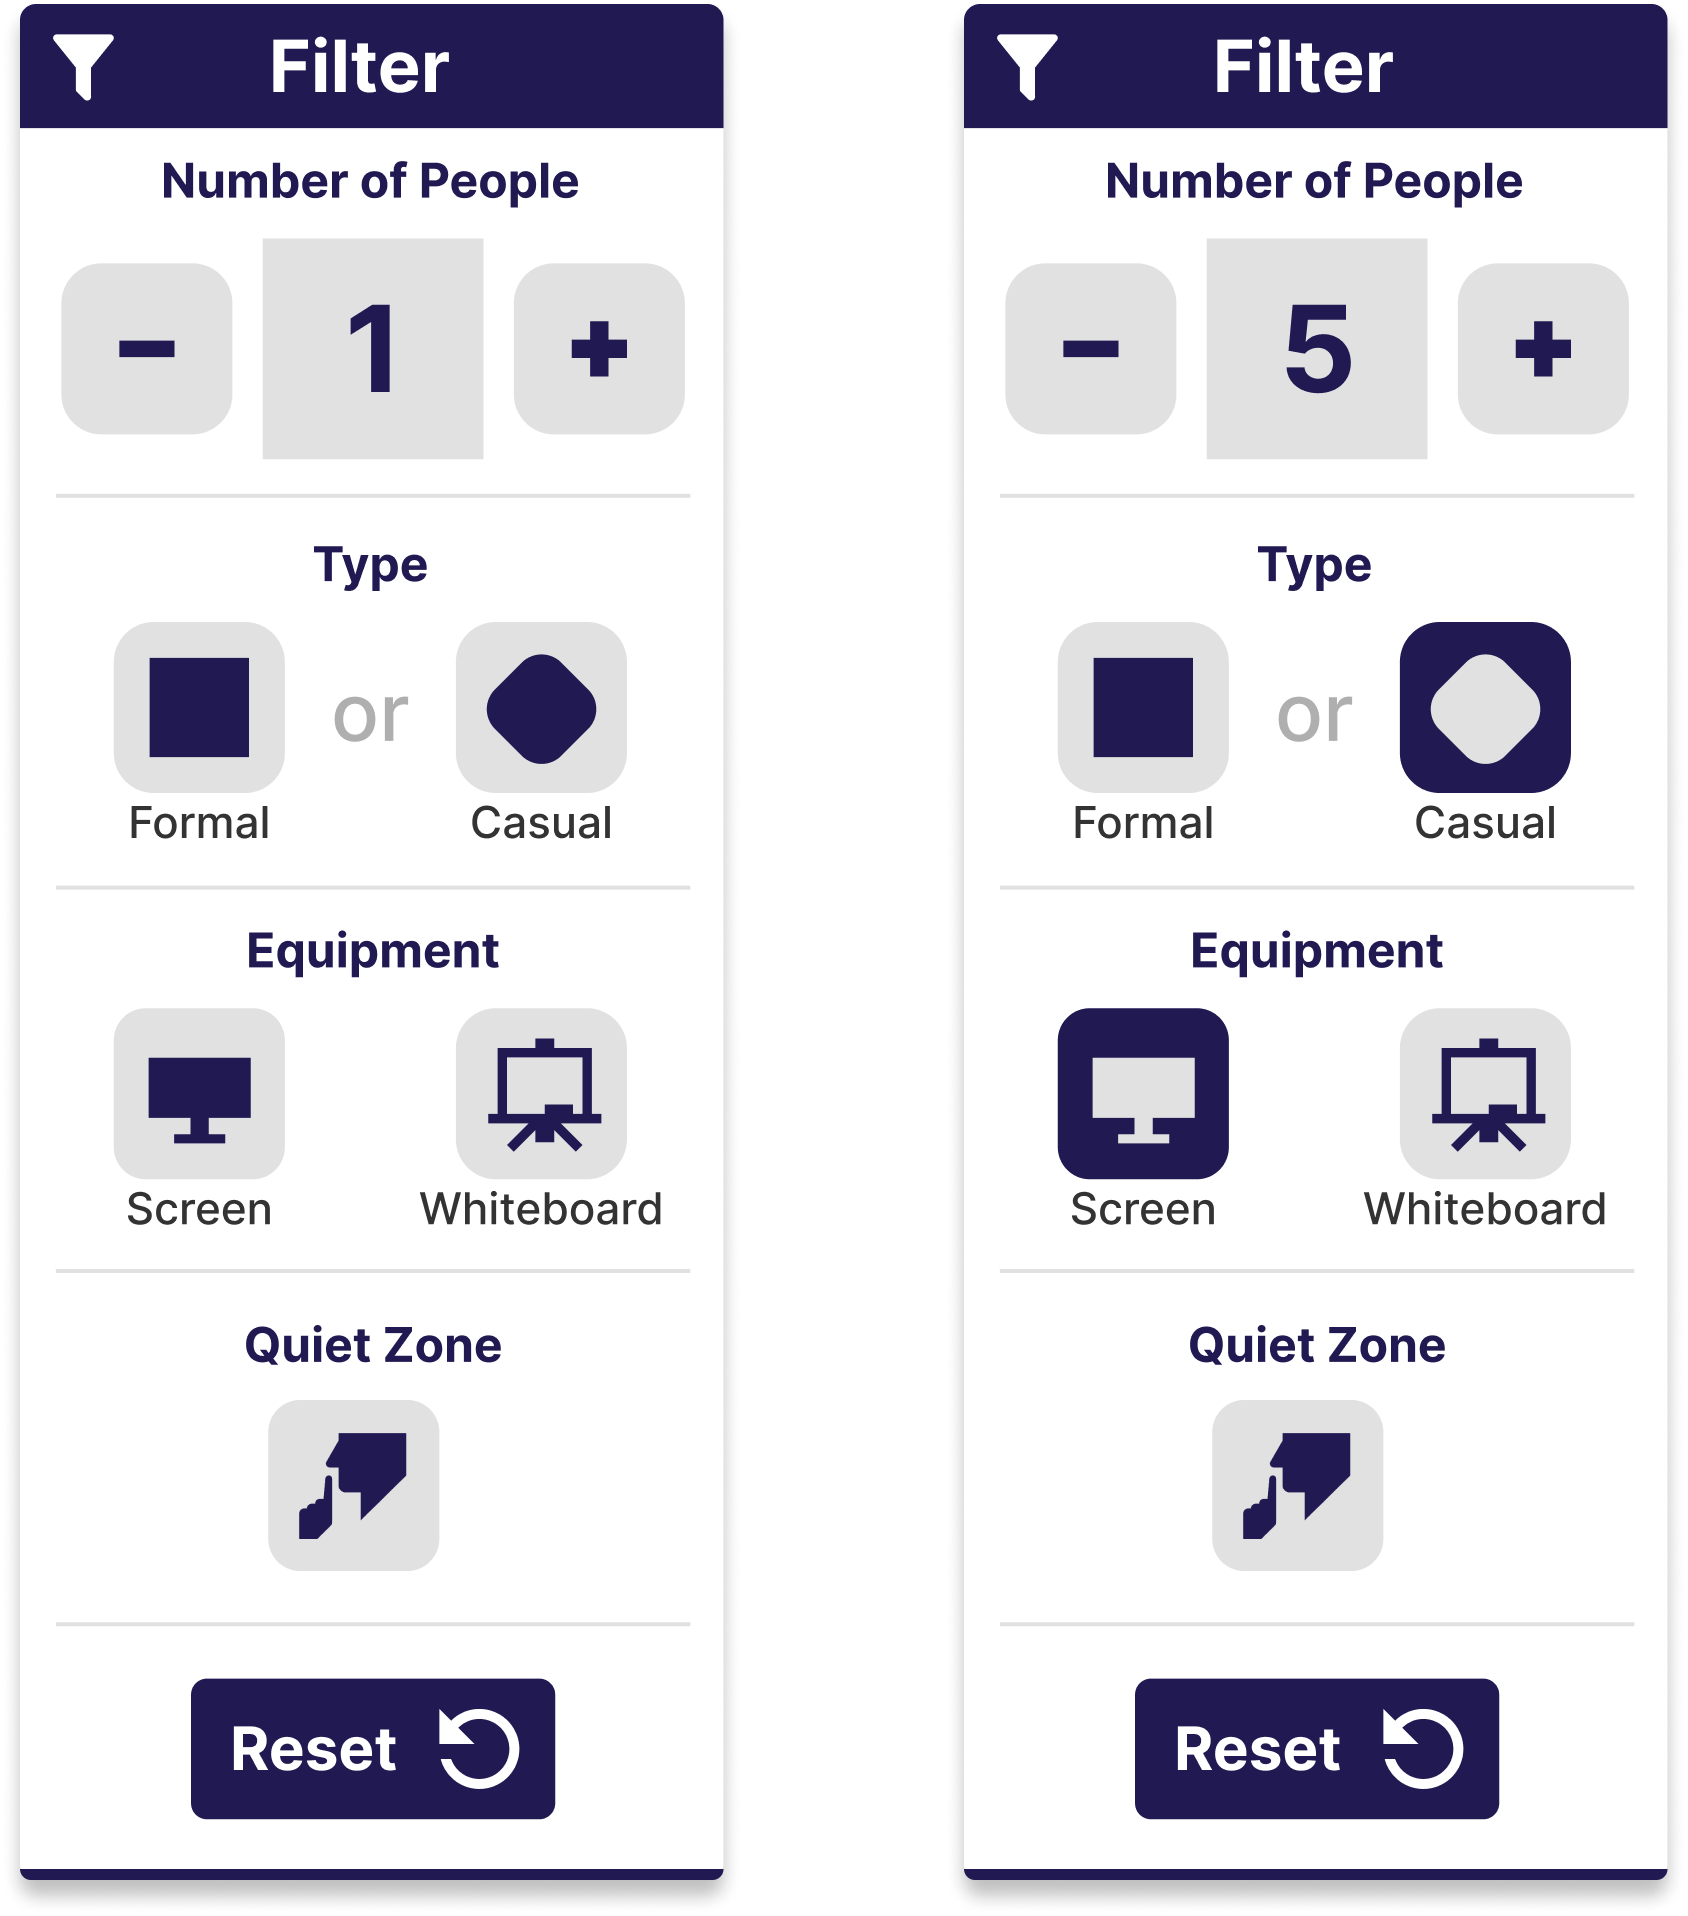 Filter
Number of People
− 1 +
Type
or
Formal Casual
Equipment
Screen Whiteboard
Quiet Zone
Reset
Filter
Number of People
− 5 +
Type
or
Formal Casual
Equipment
Screen Whiteboard
Quiet Zone
Reset